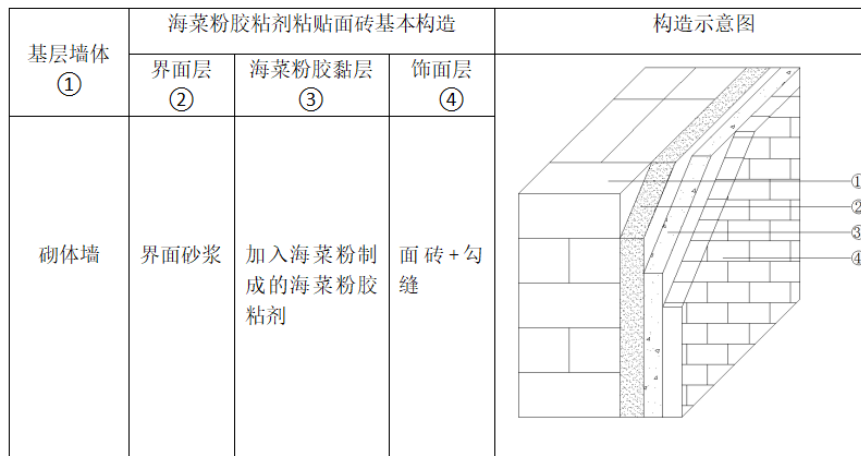 海菜粉胶粘剂粘贴面砖基本构造
构造示意图
基层墙体
①
界面层
②
海菜粉胶黏层
③
饰面层
④
砌体墙
界面砂浆
加入海菜粉制
成的海菜粉胶
粘剂
面砖+勾
缝
①
②
③
④